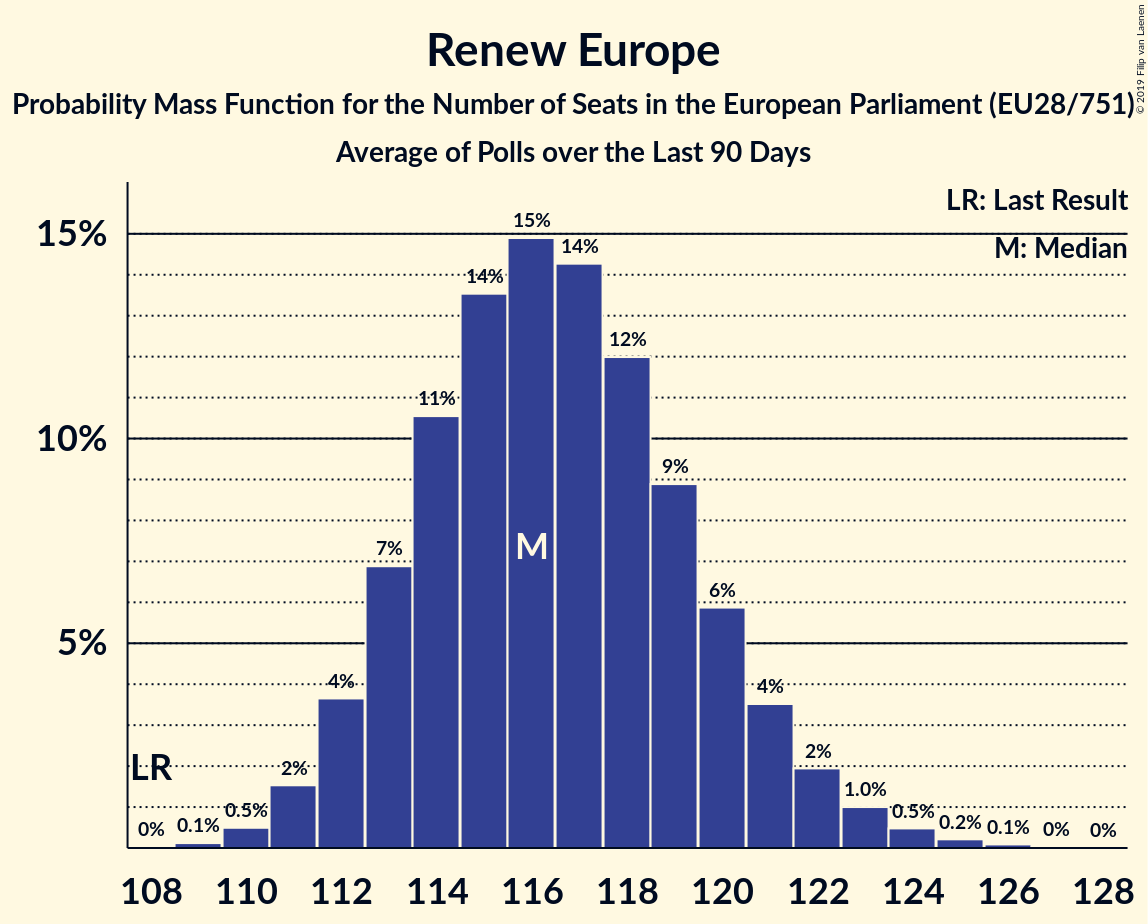 Renew Europe
Probability Mass Function for the Number of Seats in the European Parliament (EU28/751)
Average of Polls over the Last 90 Days
© 2019 Filip van Laenen
LR: Last Result
M: Median
15%
10%
5%
LR
M
0%
0.1%
0.5%
2%
4%
7%
11%
14%
15%
14%
12%
9%
6%
4%
2%
1.0%
0.5%
0.2%
0.1%
0%
0%
108 110 112 114 116 118 120 122 124 126 128